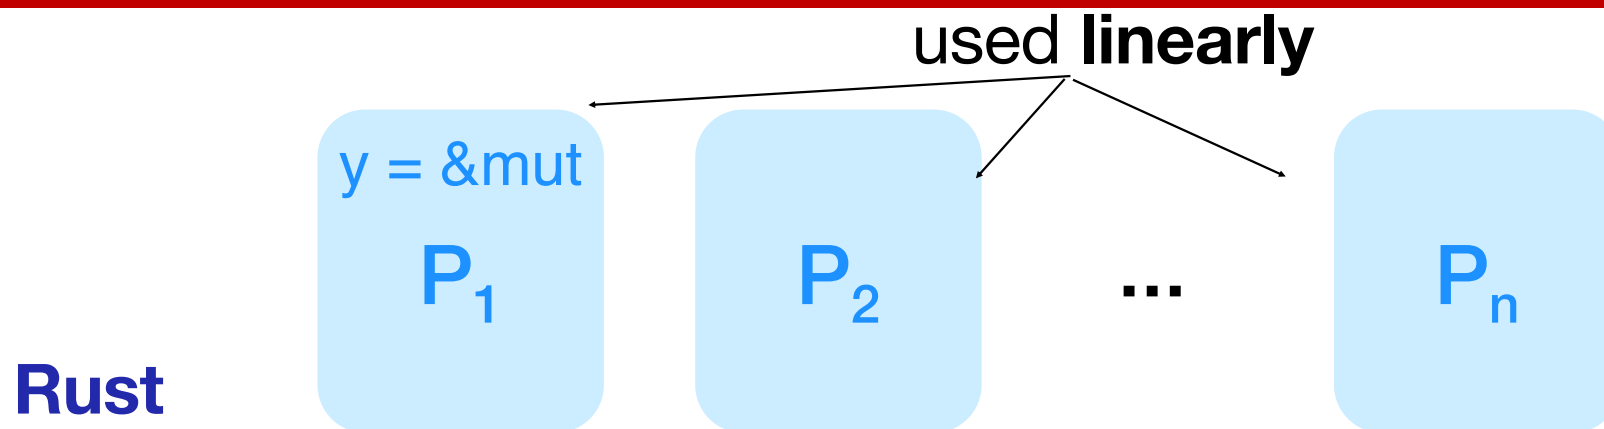 used linearly
y = &mut
P₁ P₂ ... Pₙ
Rust